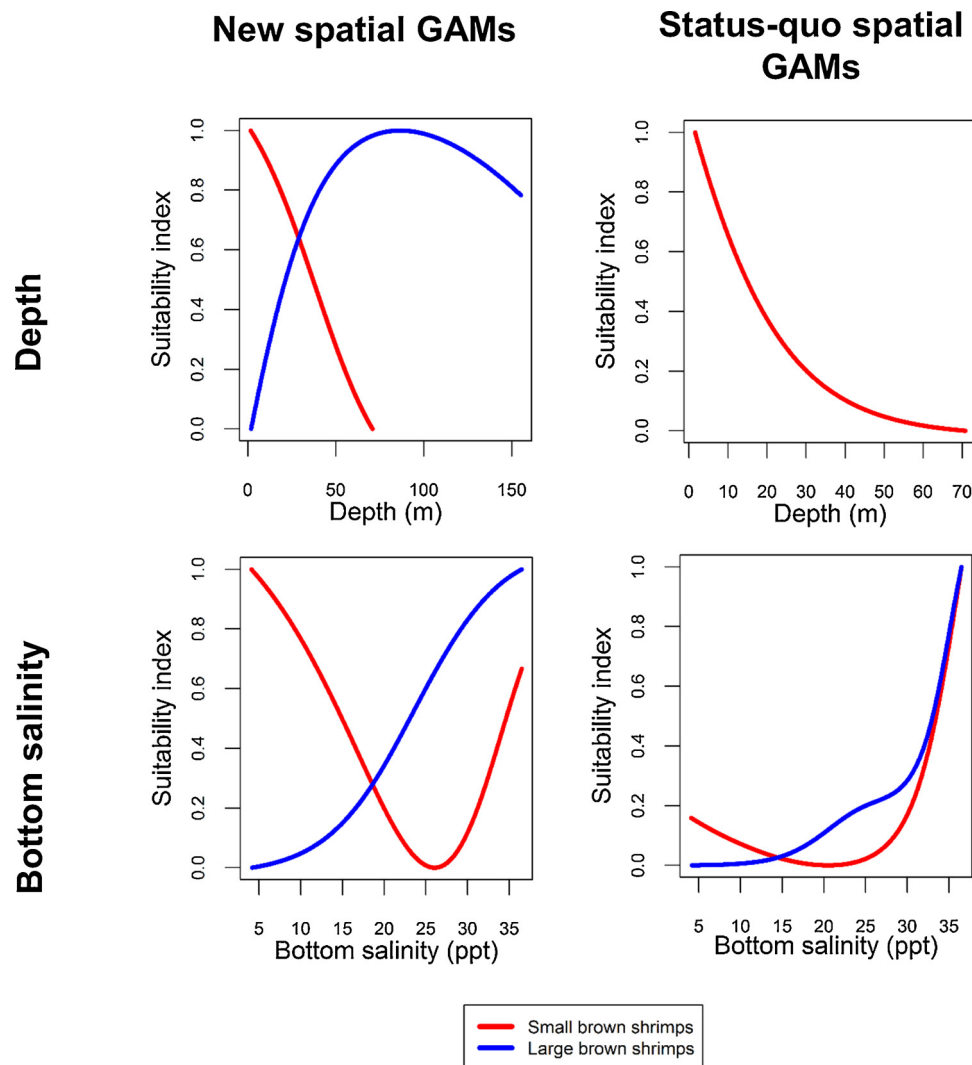 New spatial GAMs
Status-quo spatial
GAMs
Depth
Suitability index
0.0 0.2 0.4 0.6 0.8 1.0
0 50 100 150
Depth (m)
Suitability index
0.0 0.2 0.4 0.6 0.8 1.0
0 10 20 30 40 50 60 70
Depth (m)
Bottom salinity
Suitability index
0.0 0.2 0.4 0.6 0.8 1.0
5 10 15 20 25 30 35
Bottom salinity (ppt)
Suitability index
0.0 0.2 0.4 0.6 0.8 1.0
5 10 15 20 25 30 35
Bottom salinity (ppt)
Small brown shrimps
Large brown shrimps